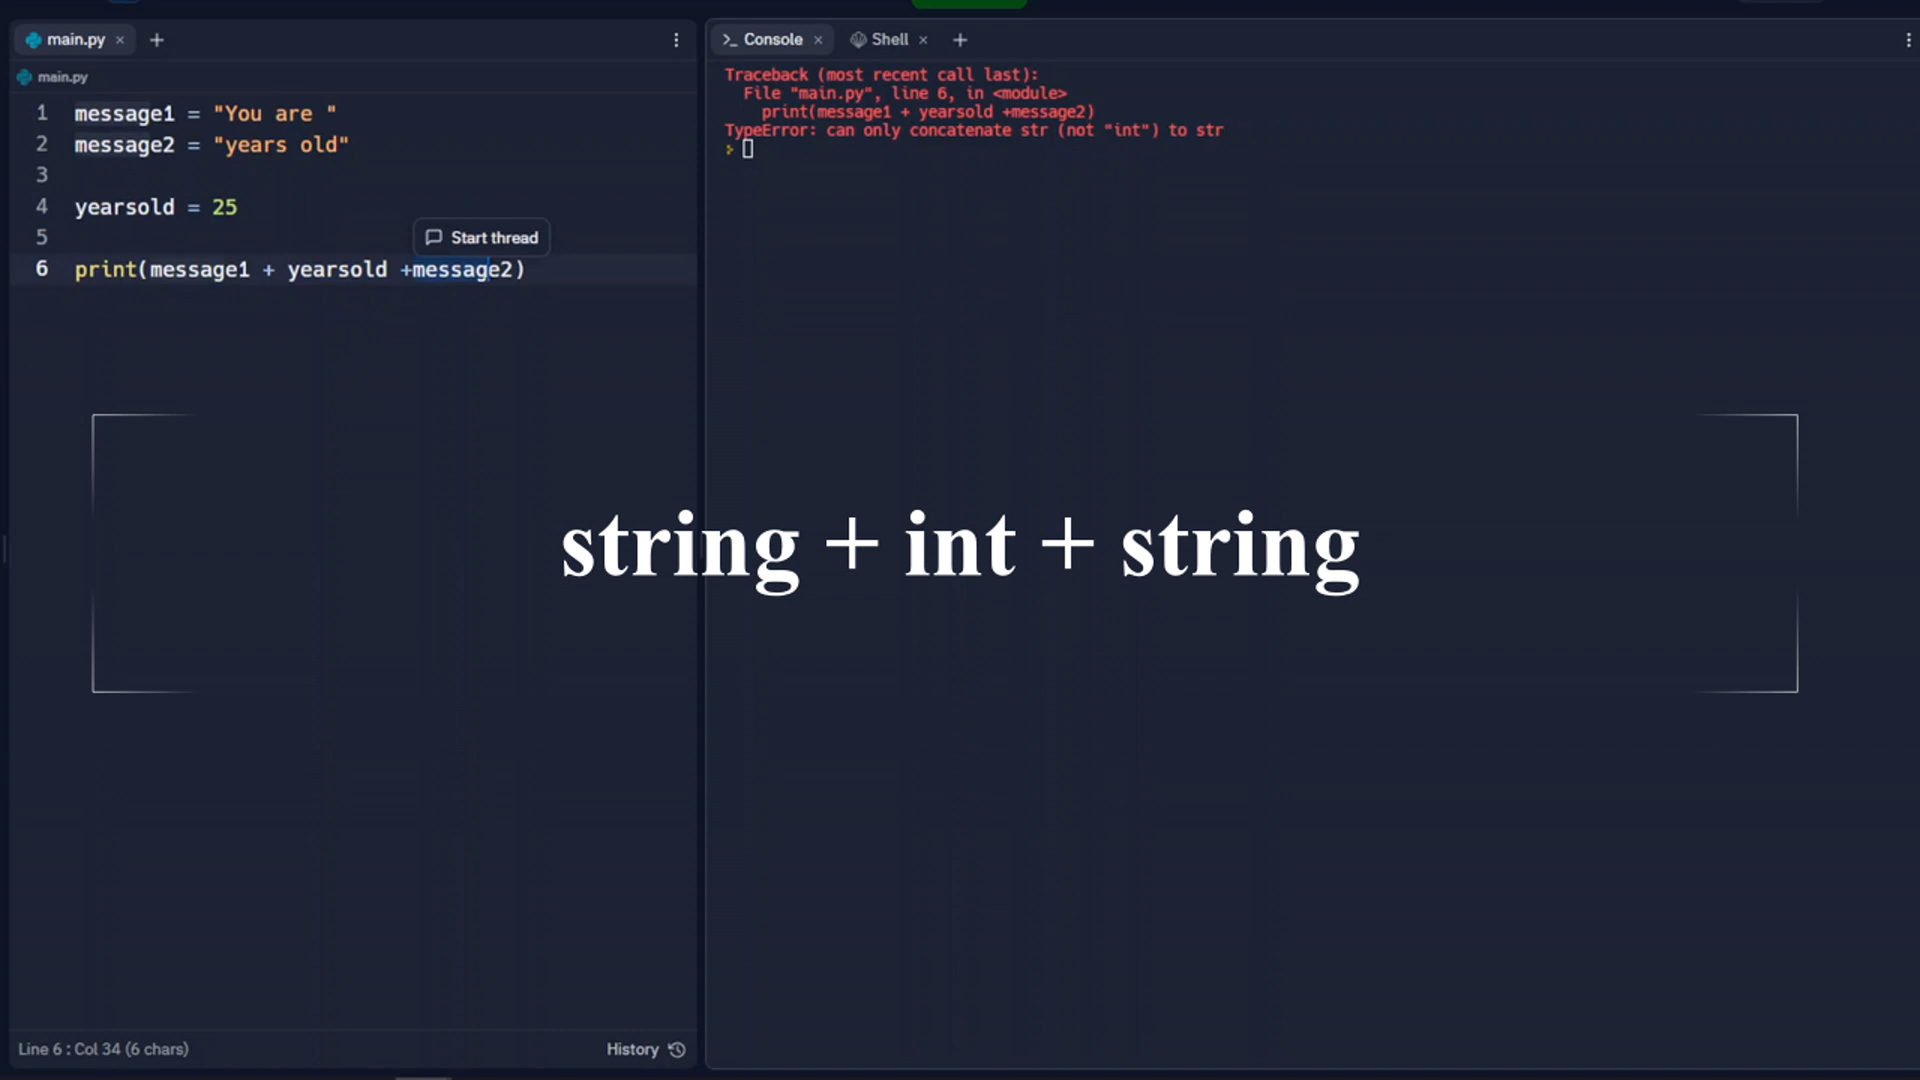 main.py × +
>_ Console × Shell × +
main.py
1 message1 = "You are "
2 message2 = "years old"
3
4 yearsold = 25
5
Start thread
6 print(message1 + yearsold +message2)
Traceback (most recent call last):
File "main.py", line 6, in <module>
print(message1 + yearsold +message2)
TypeError: can only concatenate str (not "int") to str
string + int + string
Line 6 : Col 34 (6 chars)
History